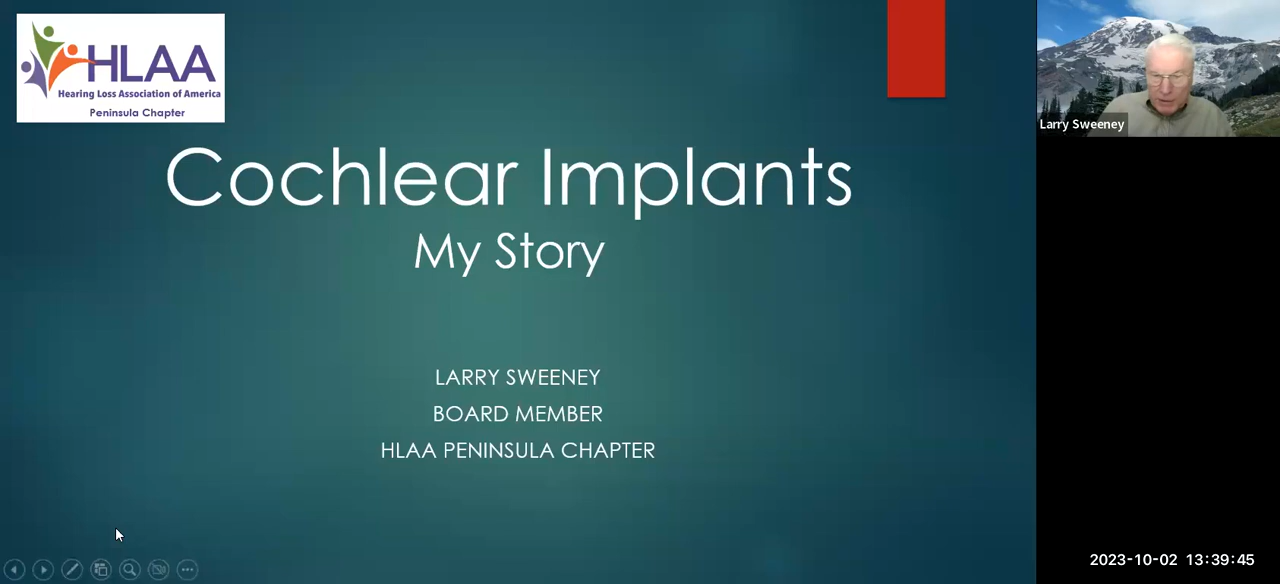 HLAA
Hearing Loss Association of America
Peninsula Chapter
Cochlear Implants
My Story
LARRY SWEENEY
BOARD MEMBER
HLAA PENINSULA CHAPTER
Larry Sweeney
2023-10-02 13:39:45